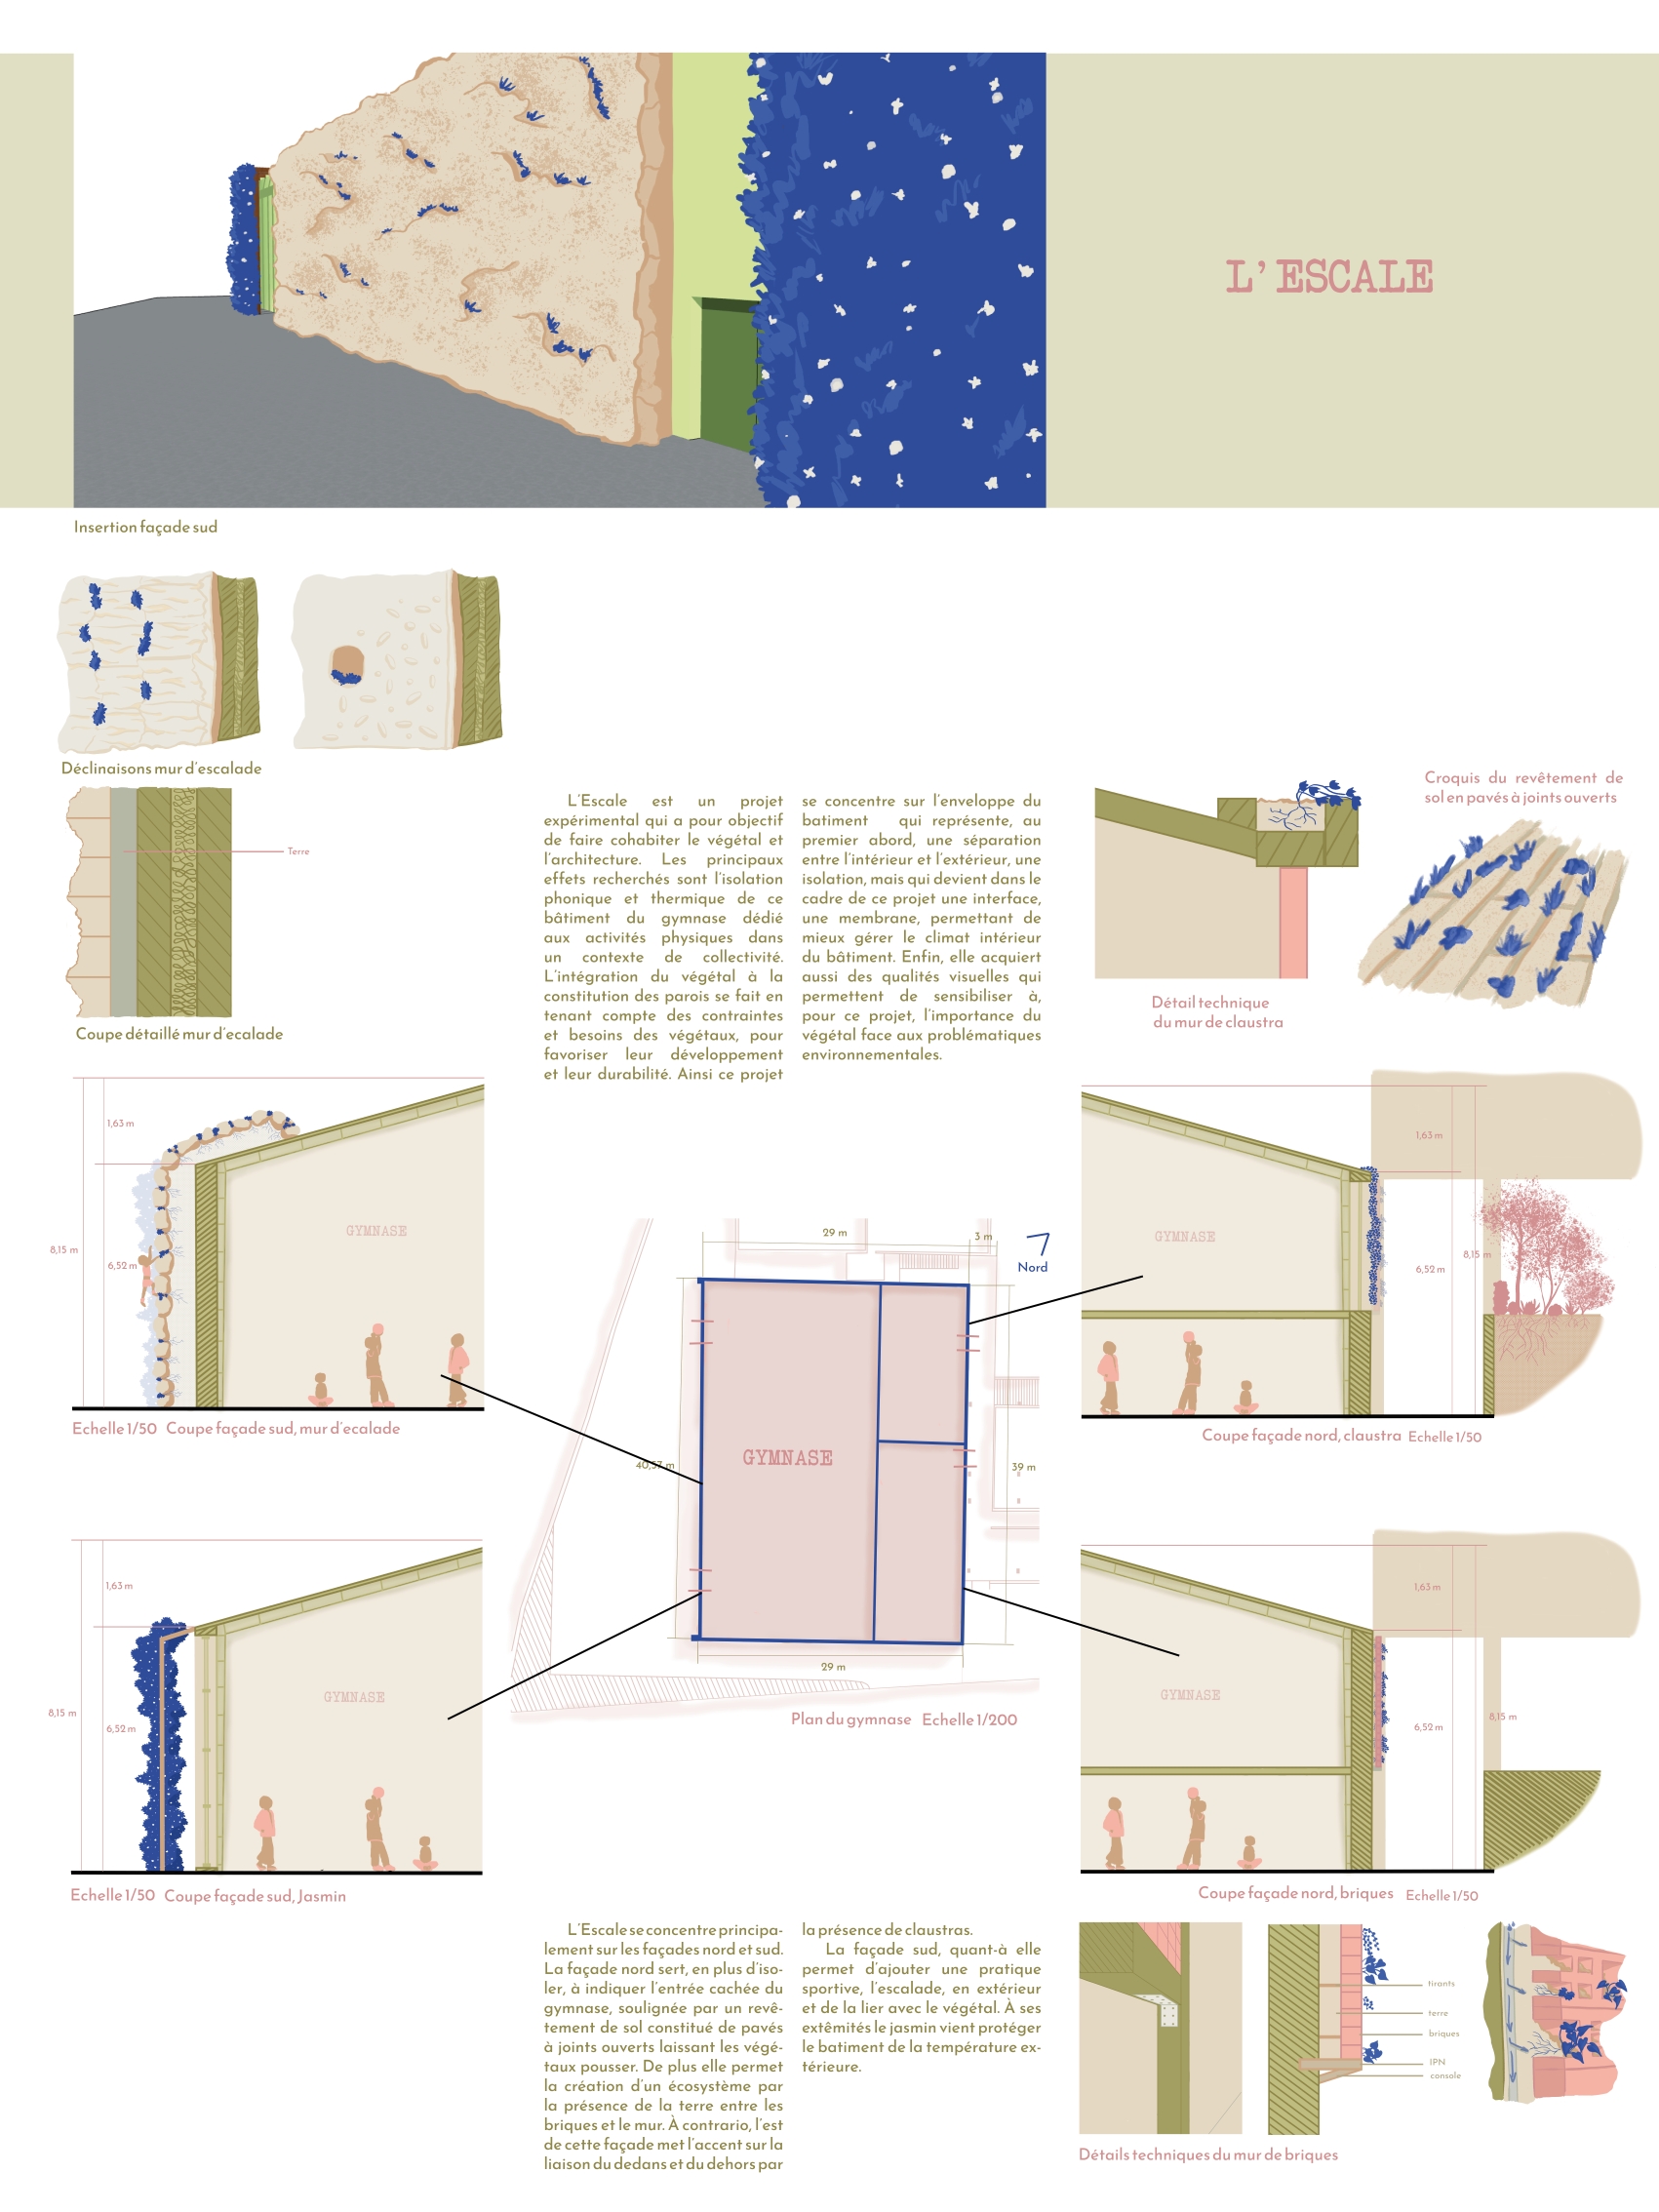 L'ESCALE
Insertion façade sud
Déclinaisons mur d'escalade
Terre
Coupe détaillé mur d'ecalade
L'Escale est un projet
expérimental qui a pour objectif
de faire cohabiter le végétal et
l'architecture. Les principaux
effets recherchés sont l'isolation
phonique et thermique de ce
bâtiment du gymnase dédié
aux activités physiques dans
un contexte de collectivité.
L'intégration du végétal à la
constitution des parois se fait en
tenant compte des contraintes
et besoins des végétaux, pour
favoriser leur développement
et leur durabilité. Ainsi ce projet
se concentre sur l'enveloppe du
batiment qui représente, au
premier abord, une séparation
entre l'intérieur et l'extérieur, une
isolation, mais qui devient dans le
cadre de ce projet une interface,
une membrane, permettant de
mieux gérer le climat intérieur
du bâtiment. Enfin, elle acquiert
aussi des qualités visuelles qui
permettent de sensibiliser à,
pour ce projet, l'importance du
végétal face aux problématiques
environnementales.
Détail technique
du mur de claustra
Croquis du revêtement de
sol en pavés à joints ouverts
1,63 m
8,15 m
6,52 m
GYMNASE
Echelle 1/50 Coupe façade sud, mur d'ecalade
29 m
3 m
Nord
40,57 m
GYMNASE
39 m
29 m
Plan du gymnase Echelle 1/200
GYMNASE
1,63 m
8,15 m
6,52 m
Coupe façade nord, claustra Echelle 1/50
1,63 m
8,15 m
6,52 m
GYMNASE
Echelle 1/50 Coupe façade sud, Jasmin
GYMNASE
1,63 m
8,15 m
6,52 m
Coupe façade nord, briques Echelle 1/50
L'Escale se concentre principa-
lement sur les façades nord et sud.
La façade nord sert, en plus d'iso-
ler, à indiquer l'entrée cachée du
gymnase, soulignée par un revê-
tement de sol constitué de pavés
à joints ouverts laissant les végé-
taux pousser. De plus elle permet
la création d'un écosystème par
la présence de la terre entre les
briques et le mur. À contrario, l'est
de cette façade met l'accent sur la
liaison du dedans et du dehors par
la présence de claustras.
La façade sud, quant-à elle
permet d'ajouter une pratique
sportive, l'escalade, en extérieur
et de la lier avec le végétal. À ses
extêmités le jasmin vient protéger
le batiment de la température ex-
térieure.
tirants
terre
briques
IPN
console
Détails techniques du mur de briques